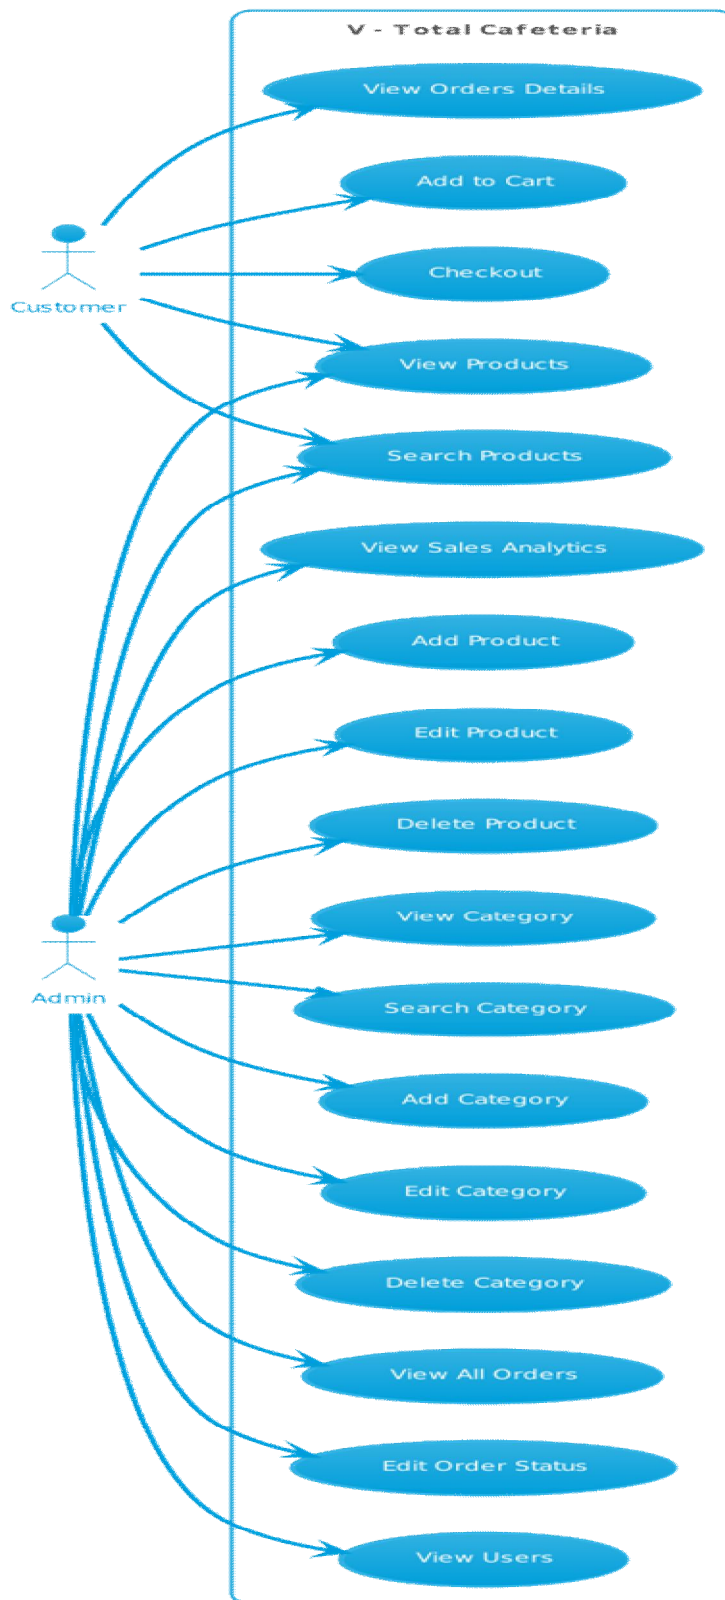 V - Total Cafeteria
View Orders Details
Add to Cart
Checkout
Customer
View Products
Search Products
View Sales Analytics
Add Product
Edit Product
Delete Product
View Category
Admin
Search Category
Add Category
Edit Category
Delete Category
View All Orders
Edit Order Status
View Users